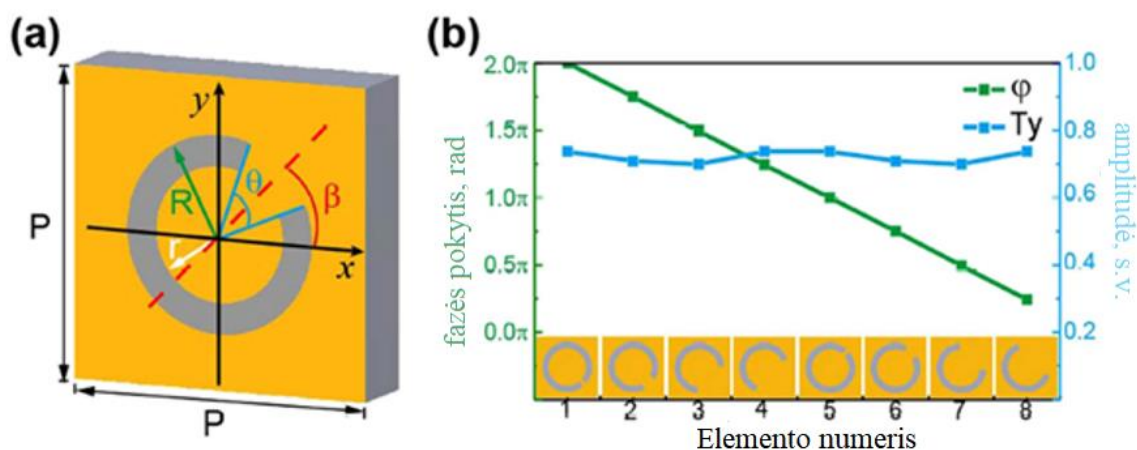 (a)
y
R
θ
β
r
x
P
P
(b)
2.0π
1.5π
1.0π
0.5π
0.0π
fazės pokytis, rad
φ
Ty
1.0
0.8
0.6
0.4
0.2
amplitudė, s.v.
1 2 3 4 5 6 7 8
Elemento numeris